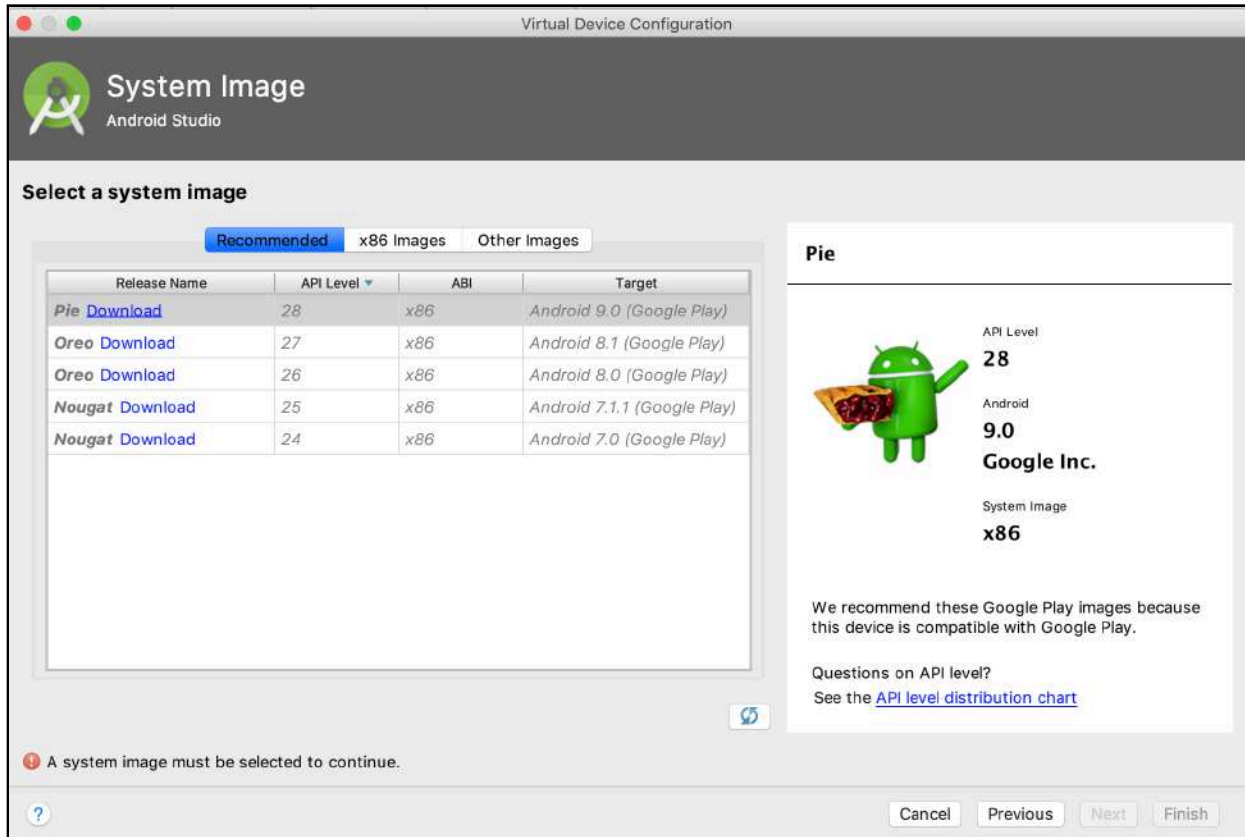 Virtual Device Configuration
System Image
Android Studio
Select a system image
Recommended x86 Images Other Images
Release Name API Level ABI Target
Pie Download 28 x86 Android 9.0 (Google Play)
Oreo Download 27 x86 Android 8.1 (Google Play)
Oreo Download 26 x86 Android 8.0 (Google Play)
Nougat Download 25 x86 Android 7.1.1 (Google Play)
Nougat Download 24 x86 Android 7.0 (Google Play)
Pie
API Level
28
Android
9.0
Google Inc.
System Image
x86
We recommend these Google Play images because
this device is compatible with Google Play.
Questions on API level?
See the API level distribution chart
A system image must be selected to continue.
? Cancel Previous Next Finish